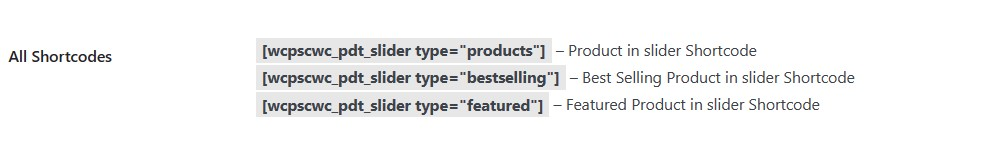 All Shortcodes
[wcpscwc_pdt_slider type="products"] – Product in slider Shortcode
[wcpscwc_pdt_slider type="bestselling"] – Best Selling Product in slider Shortcode
[wcpscwc_pdt_slider type="featured"] – Featured Product in slider Shortcode